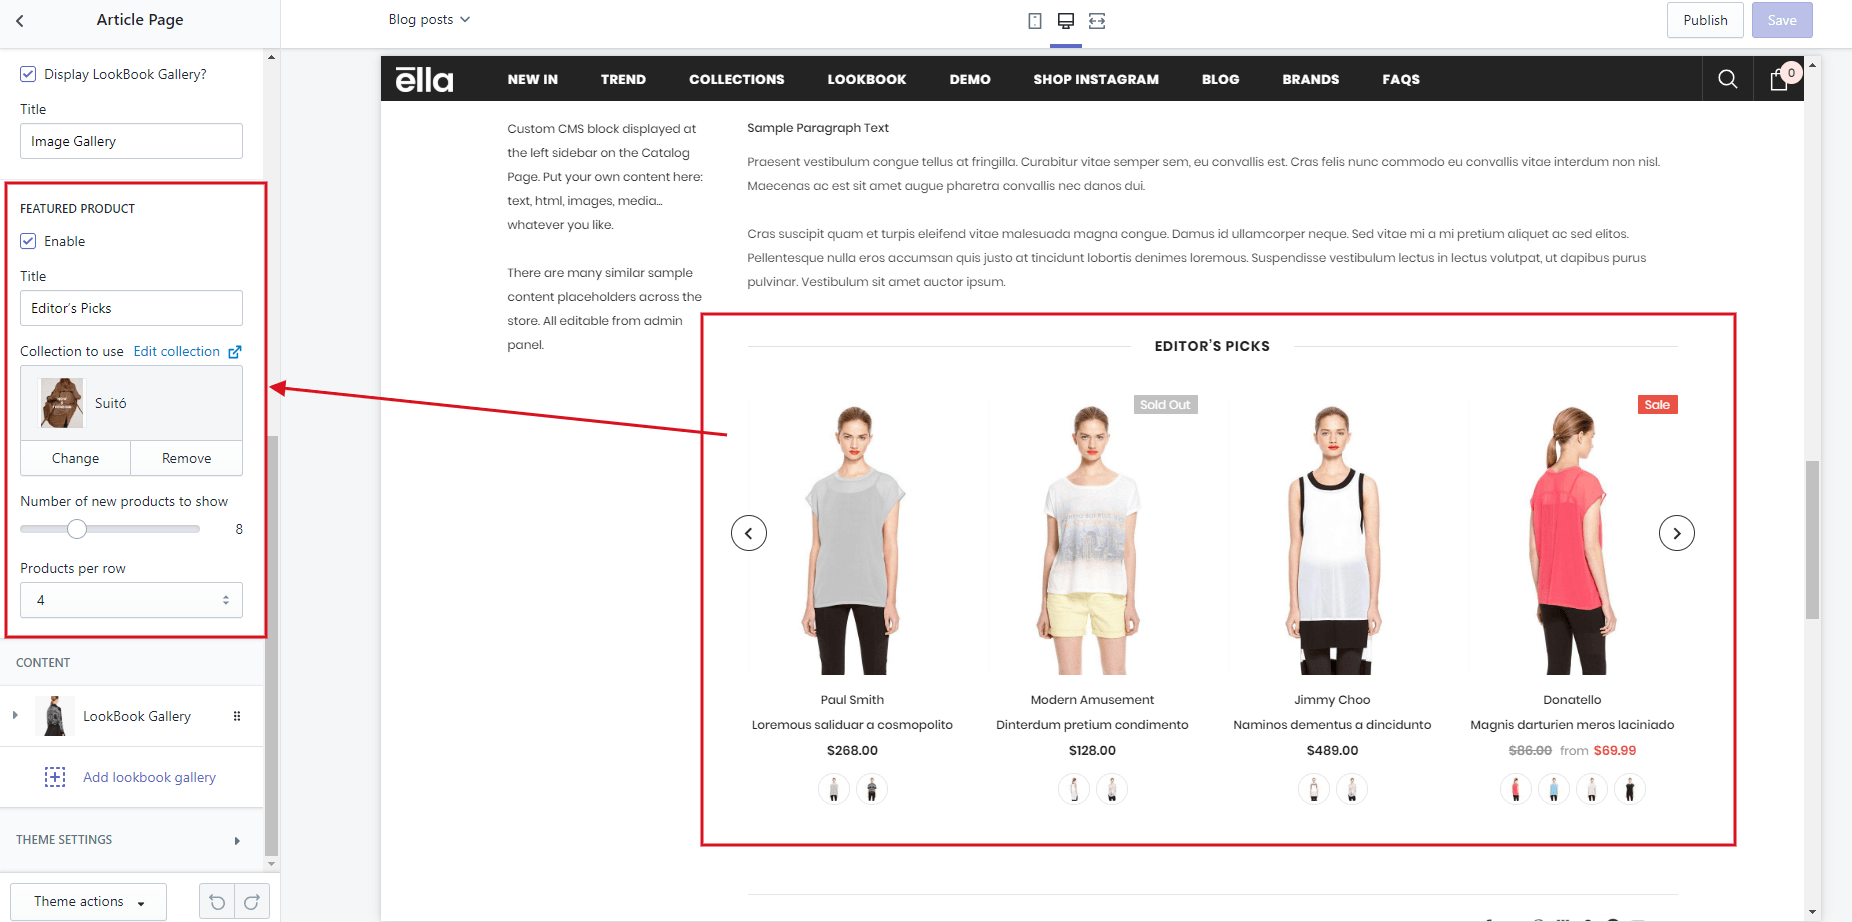 Article Page
Blog posts
Publish
Save
Display LookBook Gallery?
Title
Image Gallery
FEATURED PRODUCT
Enable
Title
Editor's Picks
Collection to use Edit collection
Suitó
Change
Remove
Number of new products to show
8
Products per row
4
CONTENT
LookBook Gallery
Add lookbook gallery
THEME SETTINGS
Theme actions
ēlla
NEW IN
TREND
COLLECTIONS
LOOKBOOK
DEMO
SHOP INSTAGRAM
BLOG
BRANDS
FAQS
0
Custom CMS block displayed at
the left sidebar on the Catalog
Page. Put your own content here:
text, html, images, media...
whatever you like.
There are many similar sample
content placeholders across the
store. All editable from admin
panel.
Sample Paragraph Text
Praesent vestibulum congue tellus at fringilla. Curabitur vitae semper sem, eu convallis est. Cras felis nunc commodo eu convallis vitae interdum non nisl.
Maecenas ac est sit amet augue pharetra convallis nec danos dui.
Cras suscipit quam et turpis eleifend vitae malesuada magna congue. Damus id ullamcorper neque. Sed vitae mi a mi pretium aliquet ac sed elitos.
Pellentesque nulla eros accumsan quis justo at tincidunt lobortis denimes loremous. Suspendisse vestibulum lectus in lectus volutpat, ut dapibus purus
pulvinar. Vestibulum sit amet auctor ipsum.
EDITOR'S PICKS
Sold Out
Sale
Paul Smith
Loremous saliduar a cosmopolito
$268.00
Modern Amusement
Dinterdum pretium condimento
$128.00
Jimmy Choo
Naminos dementus a dincidunto
$489.00
Donatello
Magnis darturien meros laciniado
$86.00 from $69.99